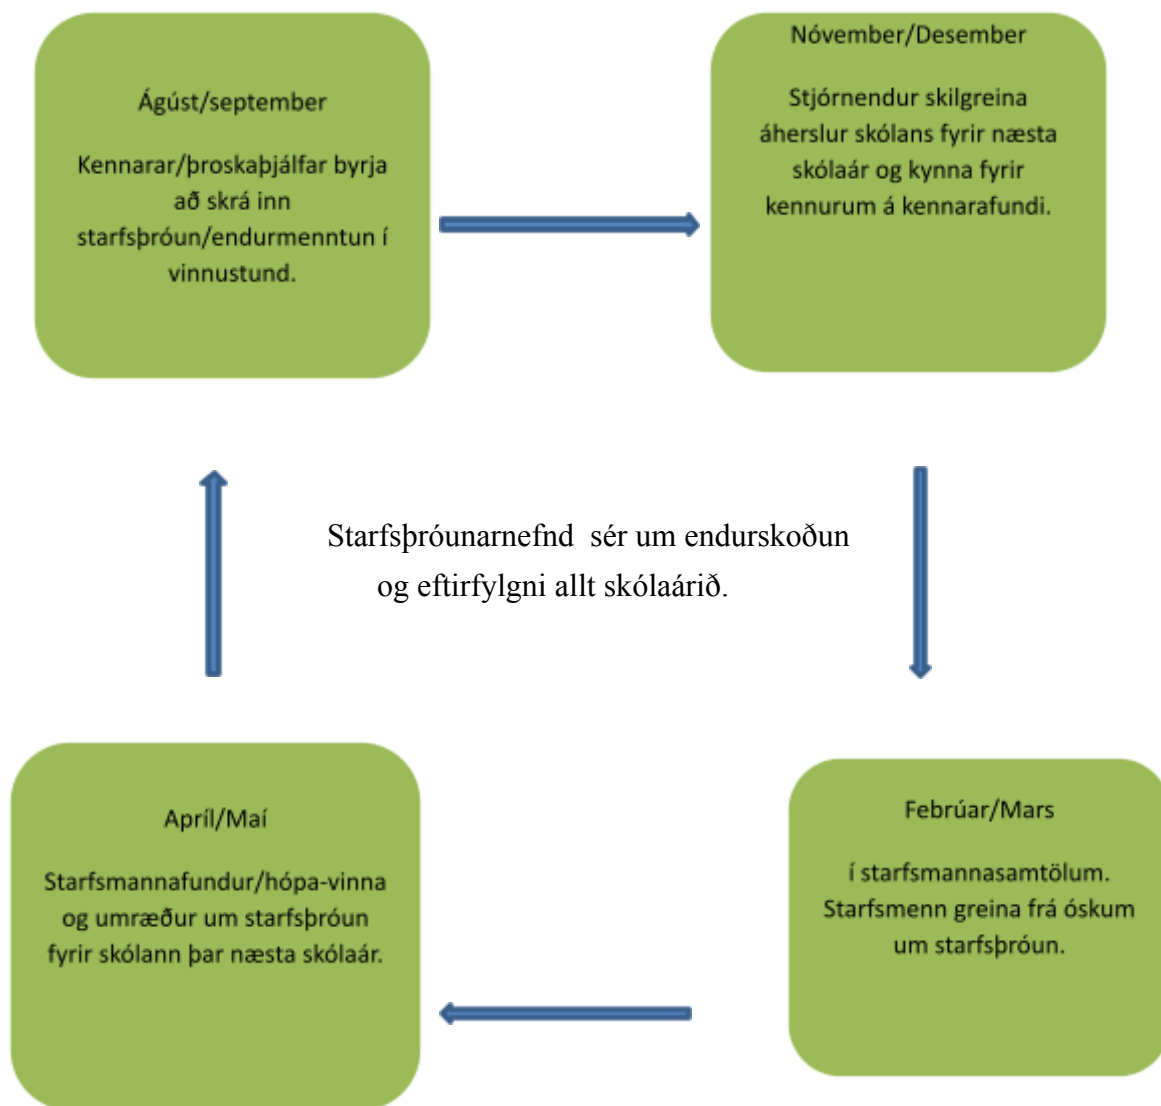 Ágúst/september
Kennarar/þroskaþjálfar byrja
að skrá inn
starfsþróun/endurmenntun í
vinnustund.
Nóvember/Desember
Stjórnendur skilgreina
áherslur skólans fyrir næsta
skólaár og kynna fyrir
kennurum á kennarafundi.
Starfsþróunarnefnd sér um endurskoðun
og eftirfylgni allt skólaárið.
Apríl/Maí
Starfsmannafundur/hópa-vinna
og umræður um starfsþróun
fyrir skólann þar næsta skólaár.
Febrúar/Mars
í starfsmannasamtölum.
Starfsmenn greina frá óskum
um starfsþróun.